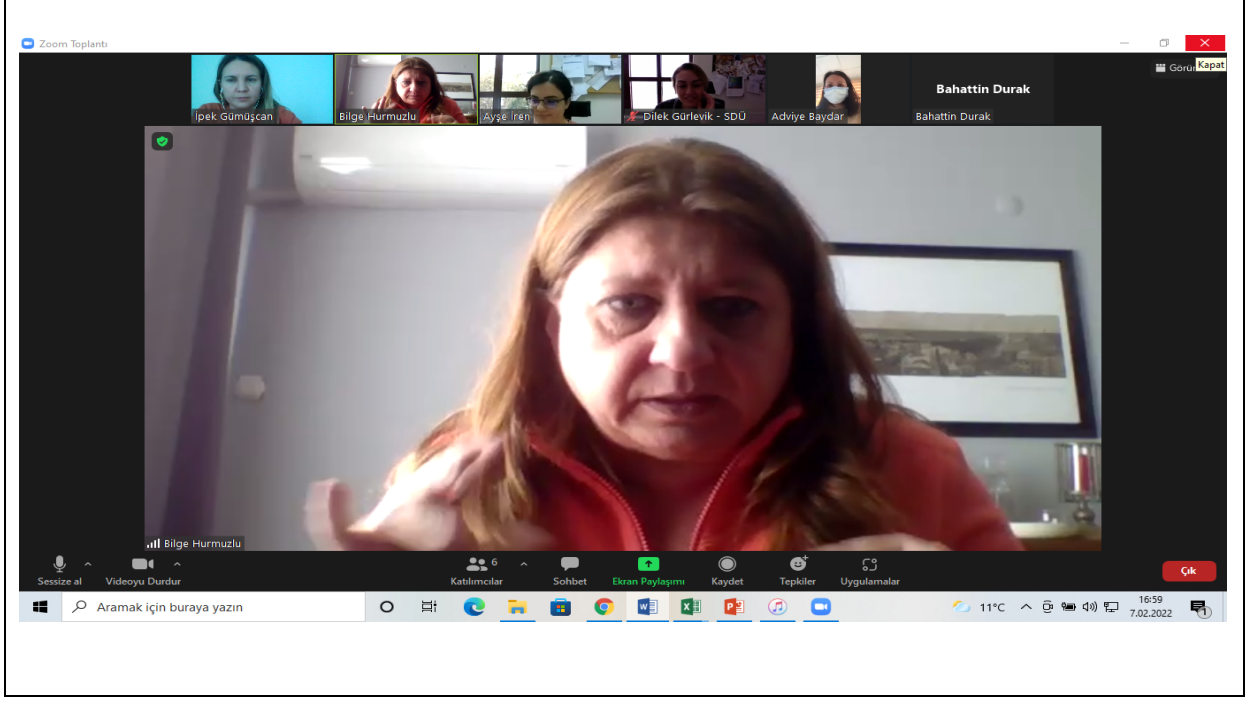 Zoom Toplantı
Kapat
İpek Gümüşcan
Bilge Hurmuzlu
Ayşe İren
Dilek Gürlevik - SDÜ
Adviye Baydar
Bahattin Durak
Bahattin Durak
Bilge Hurmuzlu
Sessize al
Videoyu Durdur
6
Katılımcılar
Sohbet
Ekran Paylaşımı
Kaydet
Tepkiler
Uygulamalar
Çık
Aramak için buraya yazın
11°C
16:59
7.02.2022
1